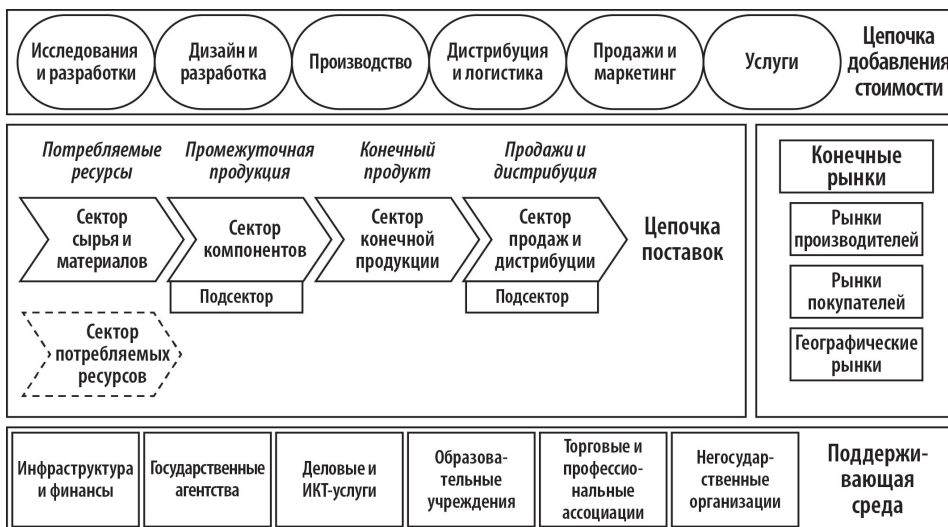 Исследования
и разработки
Дизайн и
разработка
Производство
Дистрибуция
и логистика
Продажи и
маркетинг
Услуги
Цепочка
добавления
стоимости
Потребляемые
ресурсы
Промежуточная
продукция
Конечный
продукт
Продажи и
дистрибуция
Сектор
сырья и
материалов
Сектор
компонентов
Сектор
конечной
продукции
Сектор
продаж и
дистрибуции
Цепочка
поставок
Подсектор
Подсектор
Сектор
потребляемых
ресурсов
Конечные
рынки
Рынки
производителей
Рынки
покупателей
Географические
рынки
Инфраструктура
и финансы
Государственные
агентства
Деловые и
ИКТ-услуги
Образова-
тельные
учреждения
Торговые и
профессио-
нальные
ассоциации
Негосудар-
ственные
организации
Поддержи-
вающая
среда